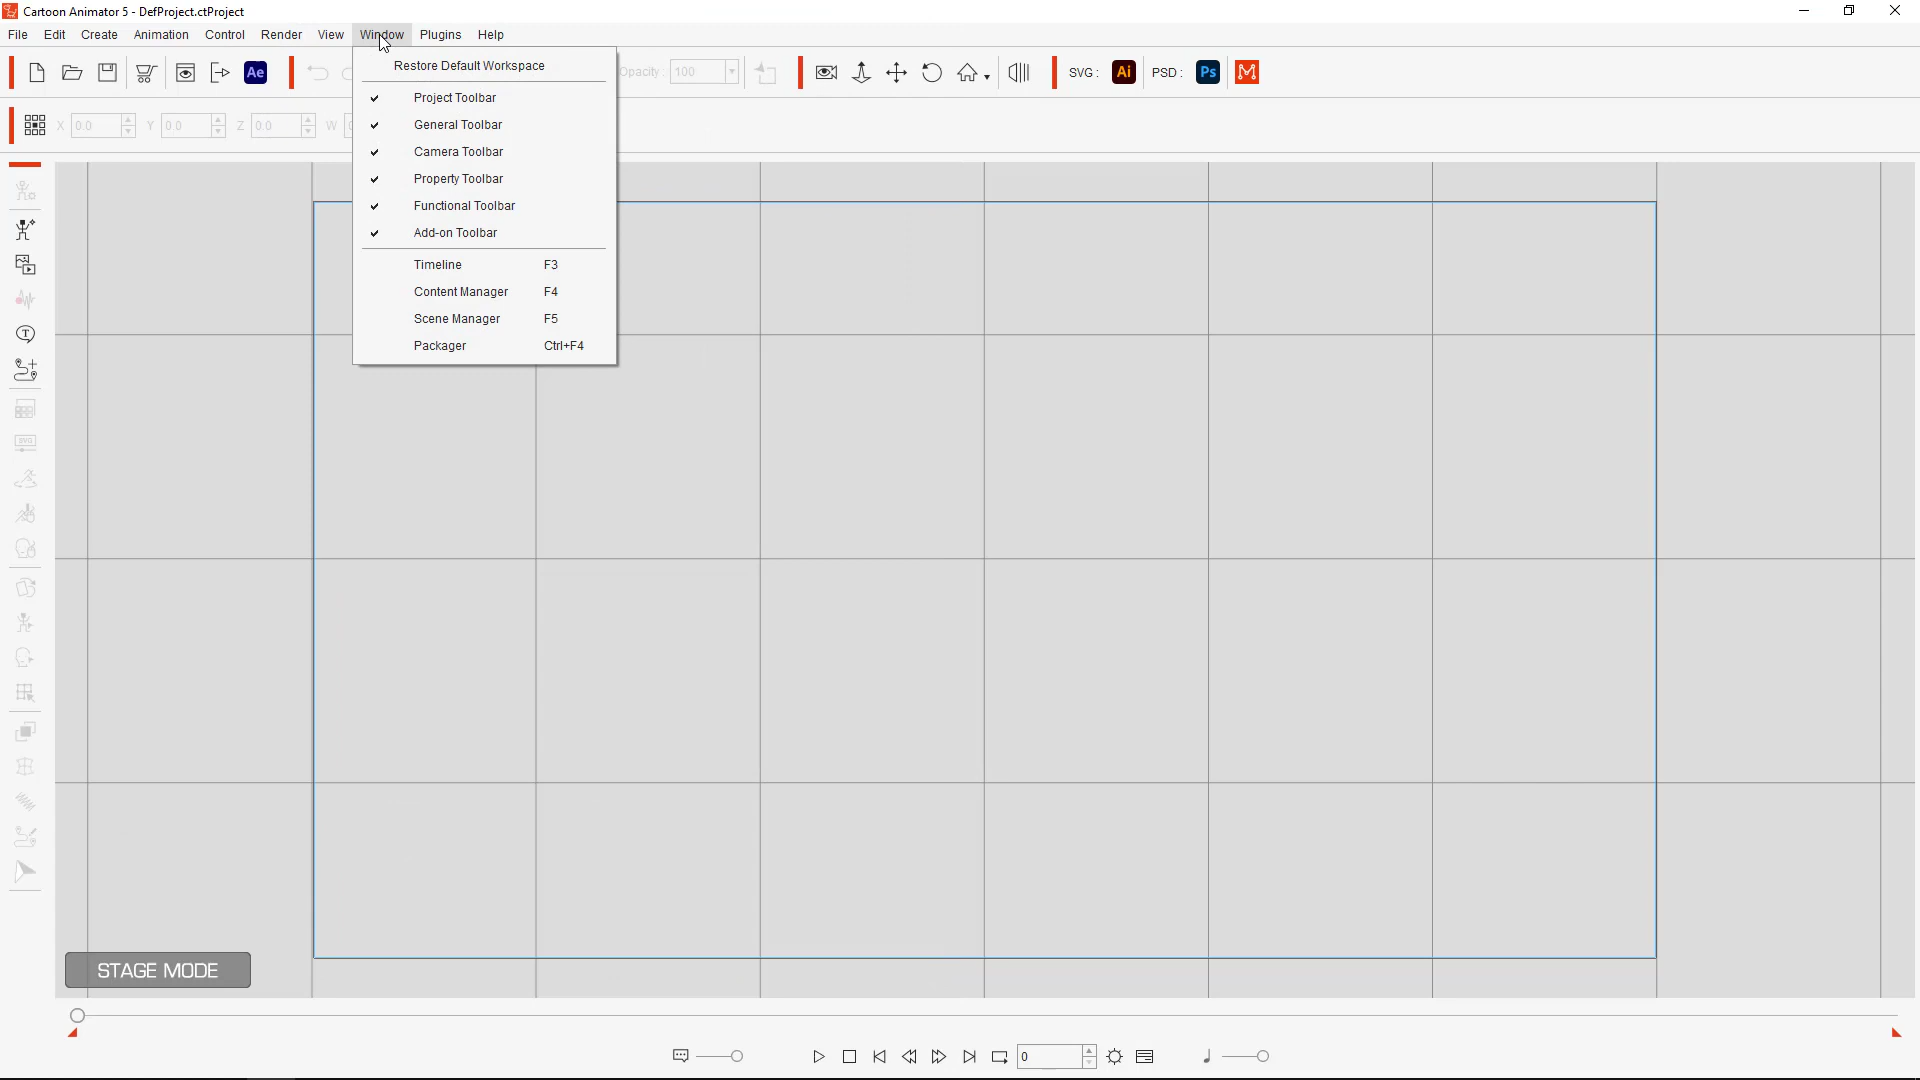 Cartoon Animator 5 - DefProject.ctProject
File Edit Create Animation Control Render View Window Plugins Help
Ae
Opacity : 100
SVG : Ai PSD : Ps
X 0.0 Y 0.0 Z 0.0 W
Restore Default Workspace
Project Toolbar
General Toolbar
Camera Toolbar
Property Toolbar
Functional Toolbar
Add-on Toolbar
Timeline F3
Content Manager F4
Scene Manager F5
Packager Ctrl+F4
SVG
STAGE MODE
0